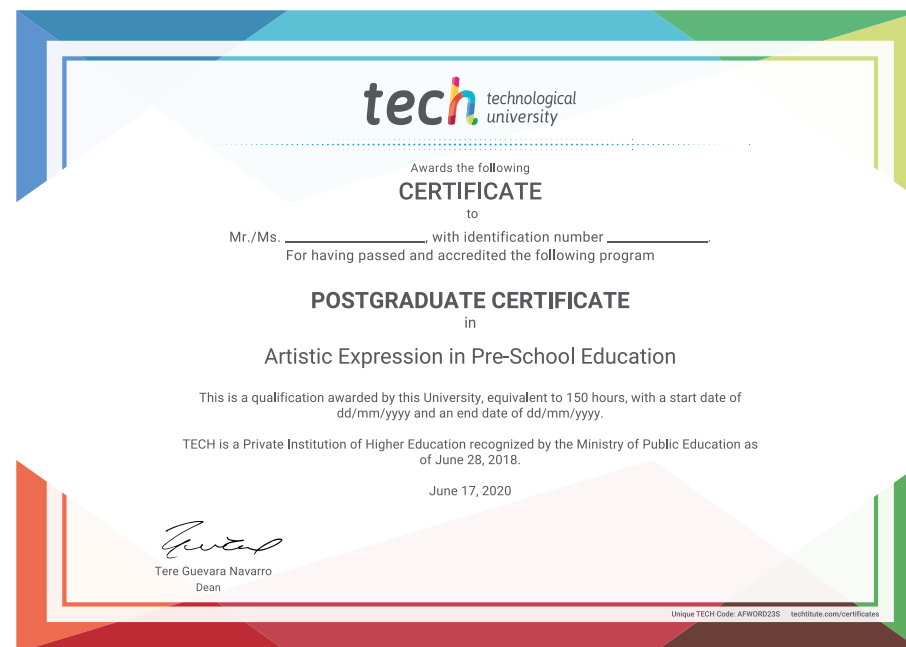 tech technological
university
Awards the following
CERTIFICATE
to
Mr./Ms. ____________________, with identification number ______________.
For having passed and accredited the following program
POSTGRADUATE CERTIFICATE
in
Artistic Expression in Pre-School Education
This is a qualification awarded by this University, equivalent to 150 hours, with a start date of
dd/mm/yyyy and an end date of dd/mm/yyyy.
TECH is a Private Institution of Higher Education recognized by the Ministry of Public Education as
of June 28, 2018.
June 17, 2020
Tere Guevara Navarro
Dean
Unique TECH Code: AFWORD23S techtitute.com/certificates